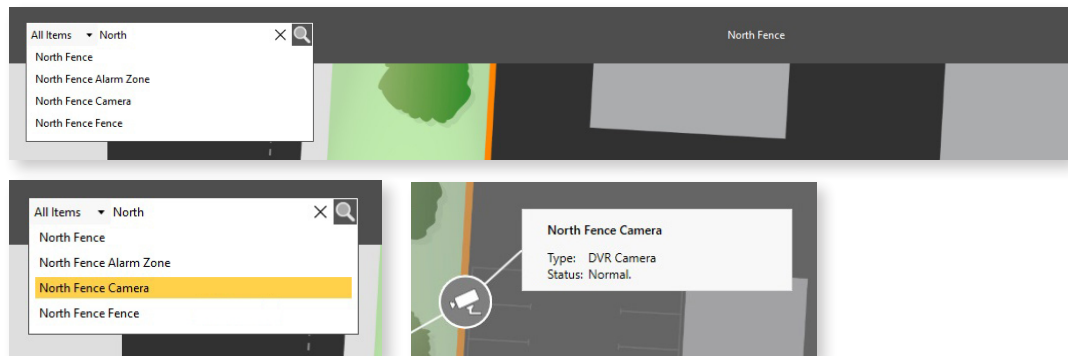 All Items North
North Fence
North Fence
North Fence Alarm Zone
North Fence Camera
North Fence Fence
All Items North
North Fence
North Fence Alarm Zone
North Fence Camera
North Fence Fence
North Fence Camera
Type: DVR Camera
Status: Normal.